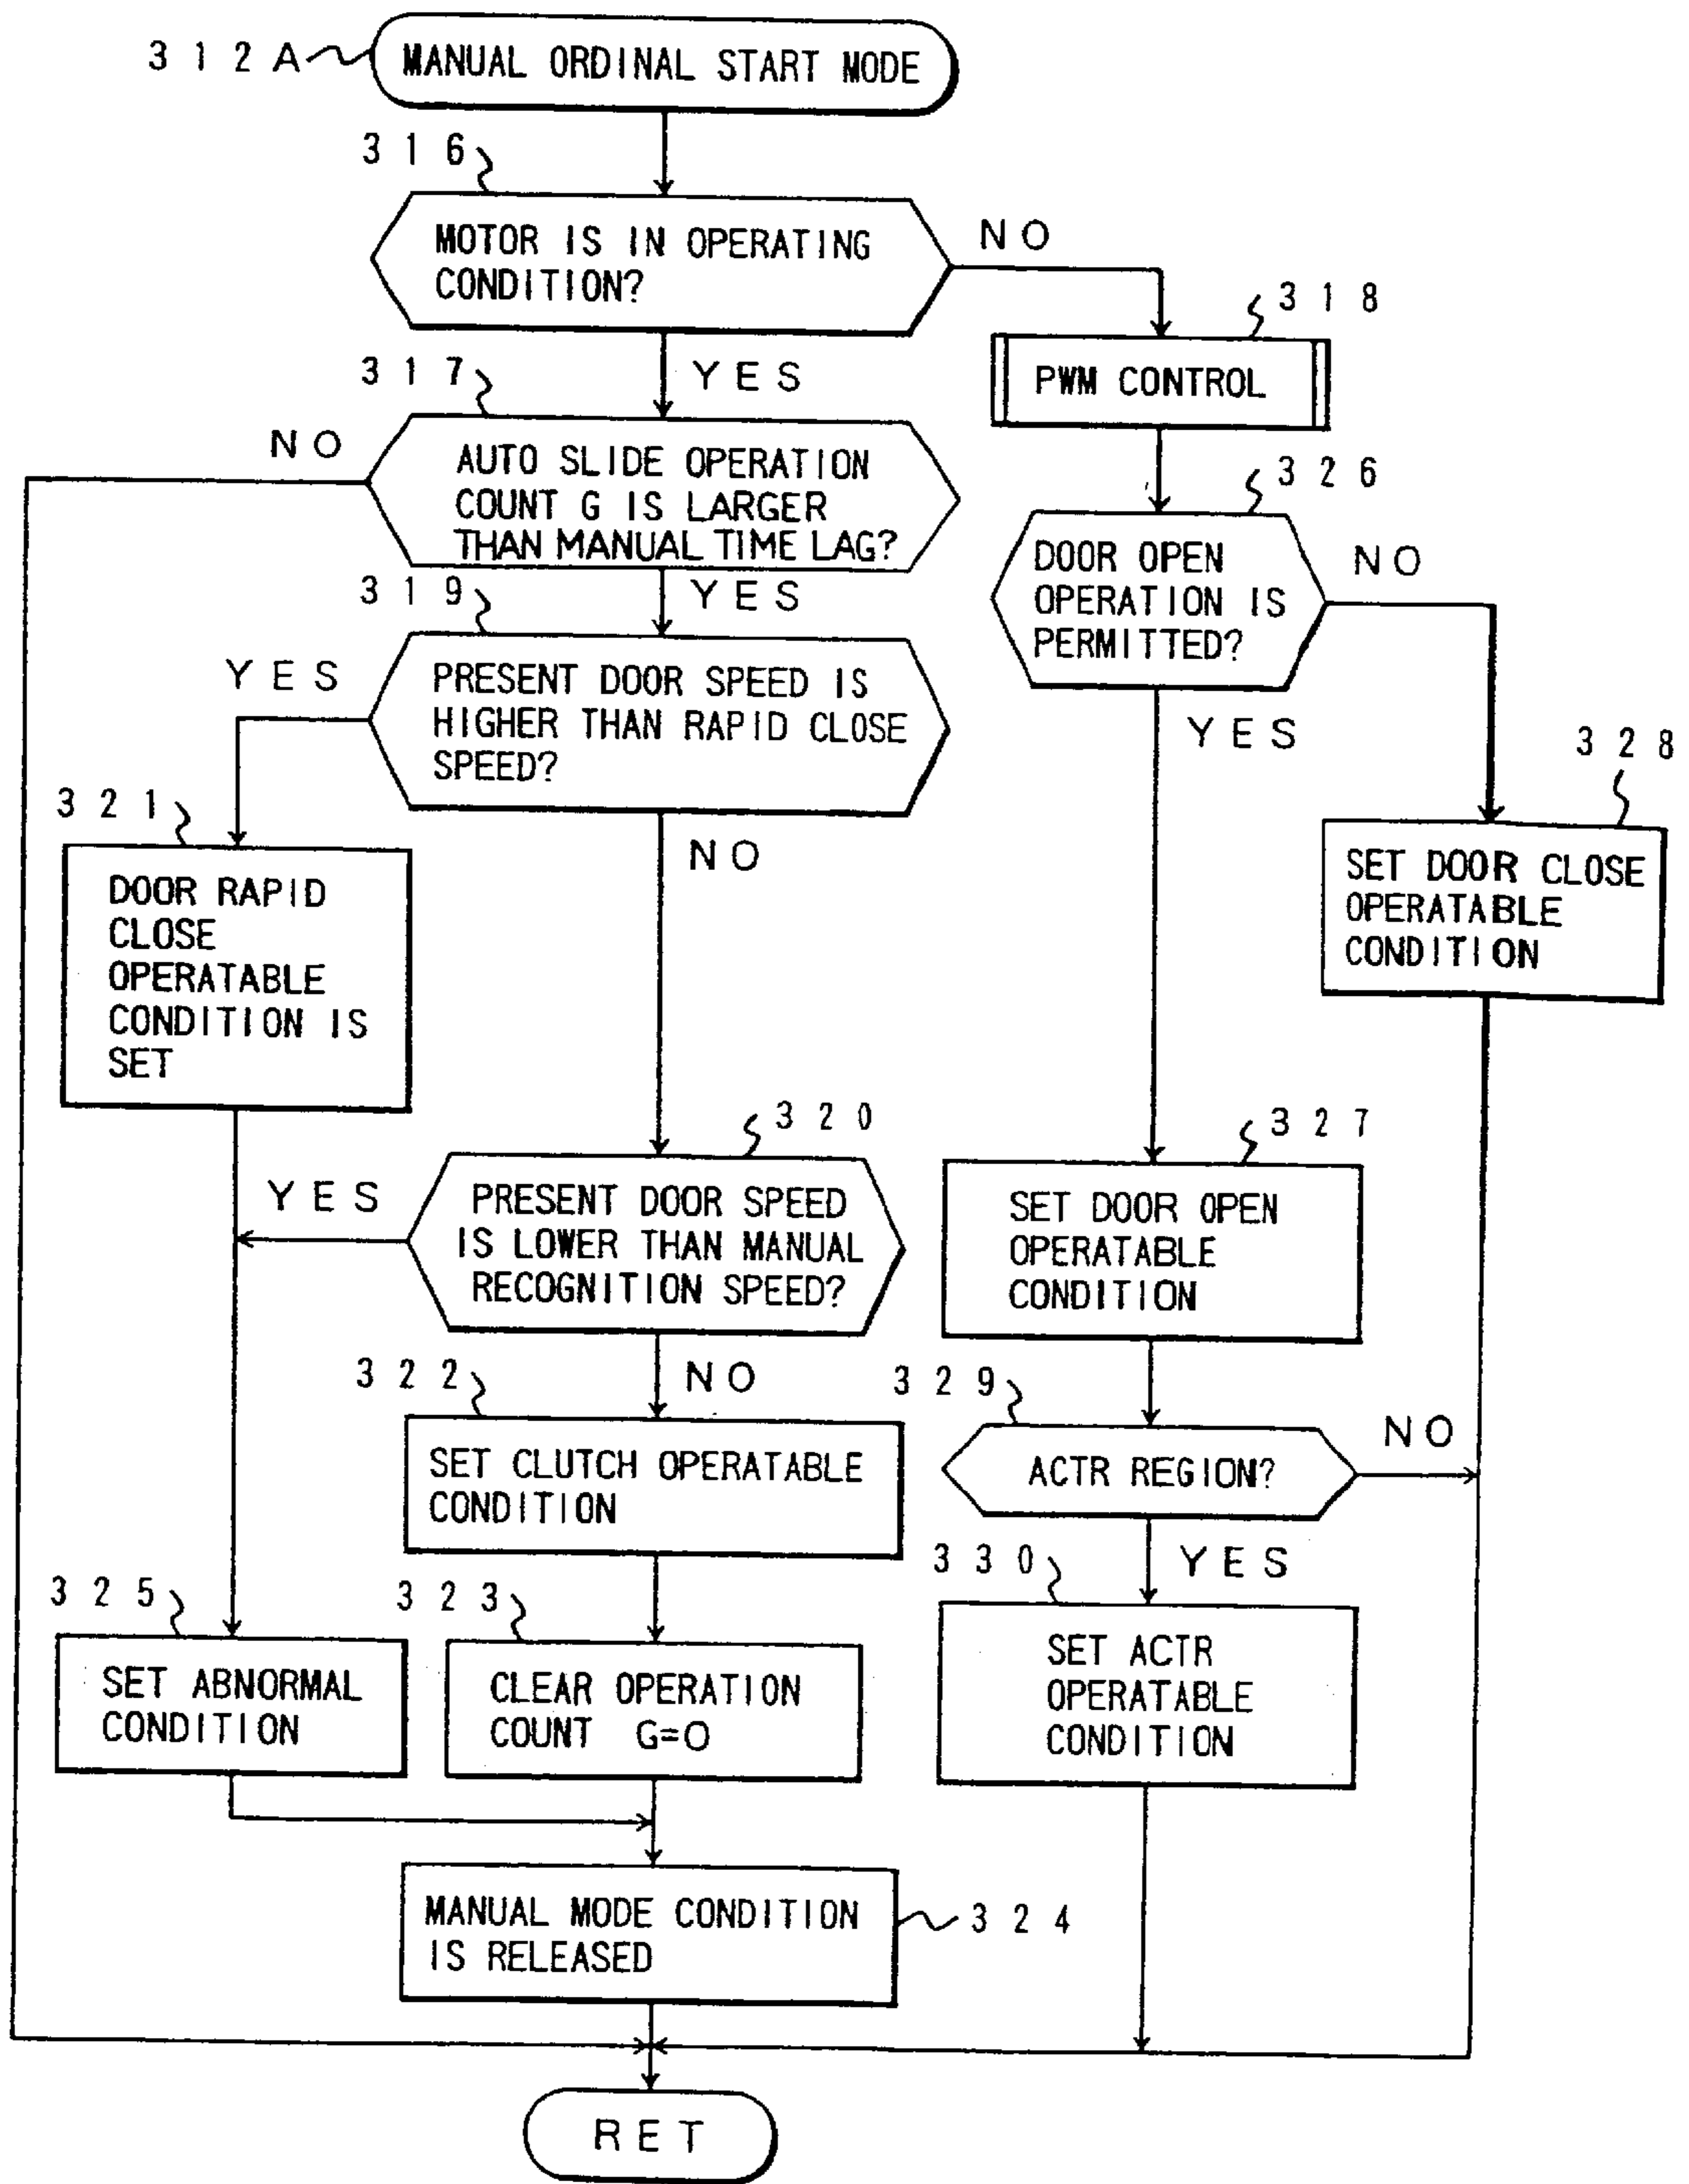 312A
MANUAL ORDINAL START MODE
316
MOTOR IS IN OPERATING
CONDITION?
NO
318
YES
PWM CONTROL
317
NO
AUTO SLIDE OPERATION
COUNT G IS LARGER
THAN MANUAL TIME LAG?
326
DOOR OPEN
OPERATION IS
PERMITTED?
NO
YES
319
YES
PRESENT DOOR SPEED IS
HIGHER THAN RAPID CLOSE
SPEED?
YES
328
SET DOOR CLOSE
OPERATABLE
CONDITION
321
NO
DOOR RAPID
CLOSE
OPERATABLE
CONDITION IS
SET
320
YES
PRESENT DOOR SPEED
IS LOWER THAN MANUAL
RECOGNITION SPEED?
327
SET DOOR OPEN
OPERATABLE
CONDITION
322
NO
SET CLUTCH OPERATABLE
CONDITION
329
ACTR REGION?
NO
YES
330
SET ACTR
OPERATABLE
CONDITION
325
SET ABNORMAL
CONDITION
323
CLEAR OPERATION
COUNT G=0
MANUAL MODE CONDITION
IS RELEASED
324
RET